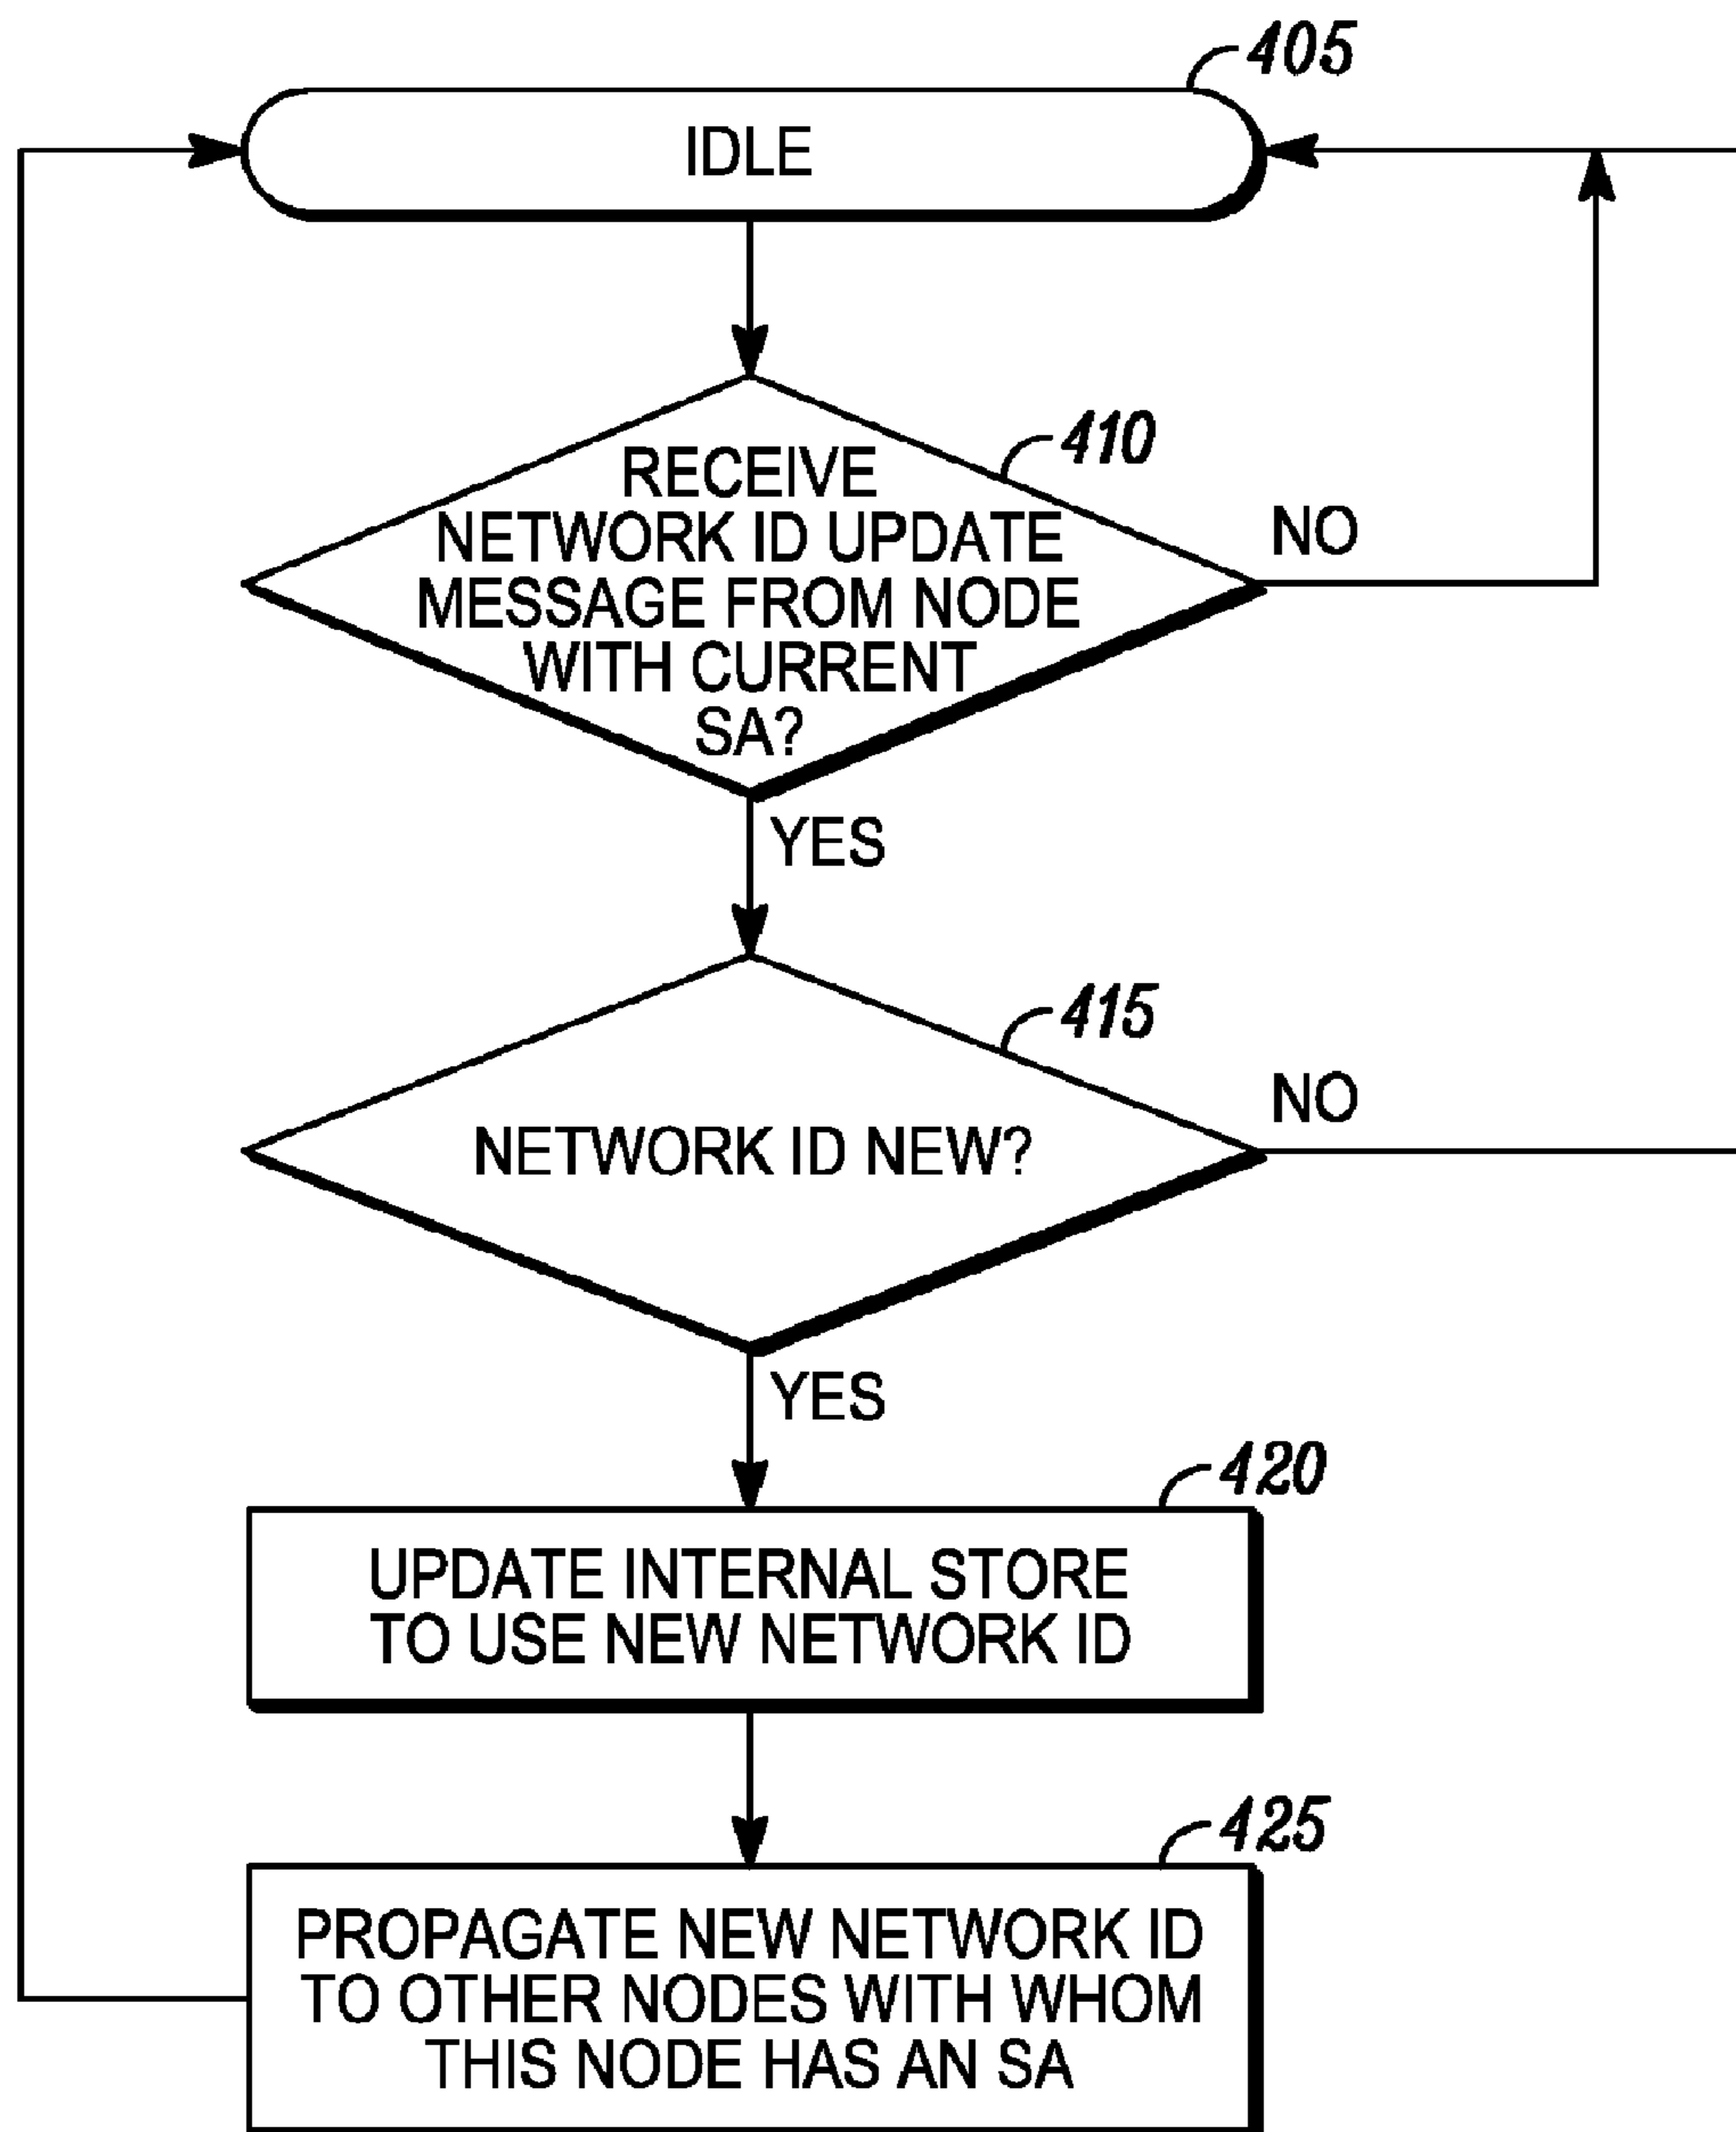 405
IDLE
410
RECEIVE
NETWORK ID UPDATE
MESSAGE FROM NODE
WITH CURRENT
SA?
NO
YES
415
NETWORK ID NEW?
NO
YES
420
UPDATE INTERNAL STORE
TO USE NEW NETWORK ID
425
PROPAGATE NEW NETWORK ID
TO OTHER NODES WITH WHOM
THIS NODE HAS AN SA